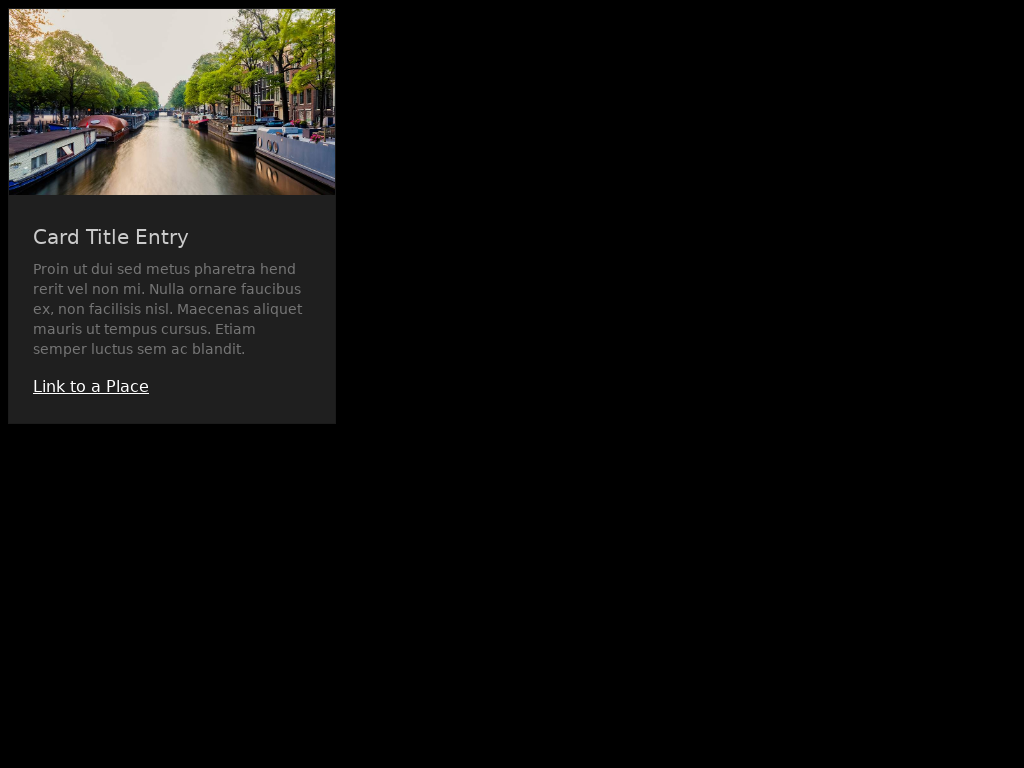 Card Title Entry
Proin ut dui sed metus pharetra hend
rerit vel non mi. Nulla ornare faucibus
ex, non facilisis nisl. Maecenas aliquet
mauris ut tempus cursus. Etiam
semper luctus sem ac blandit.
Link to a Place